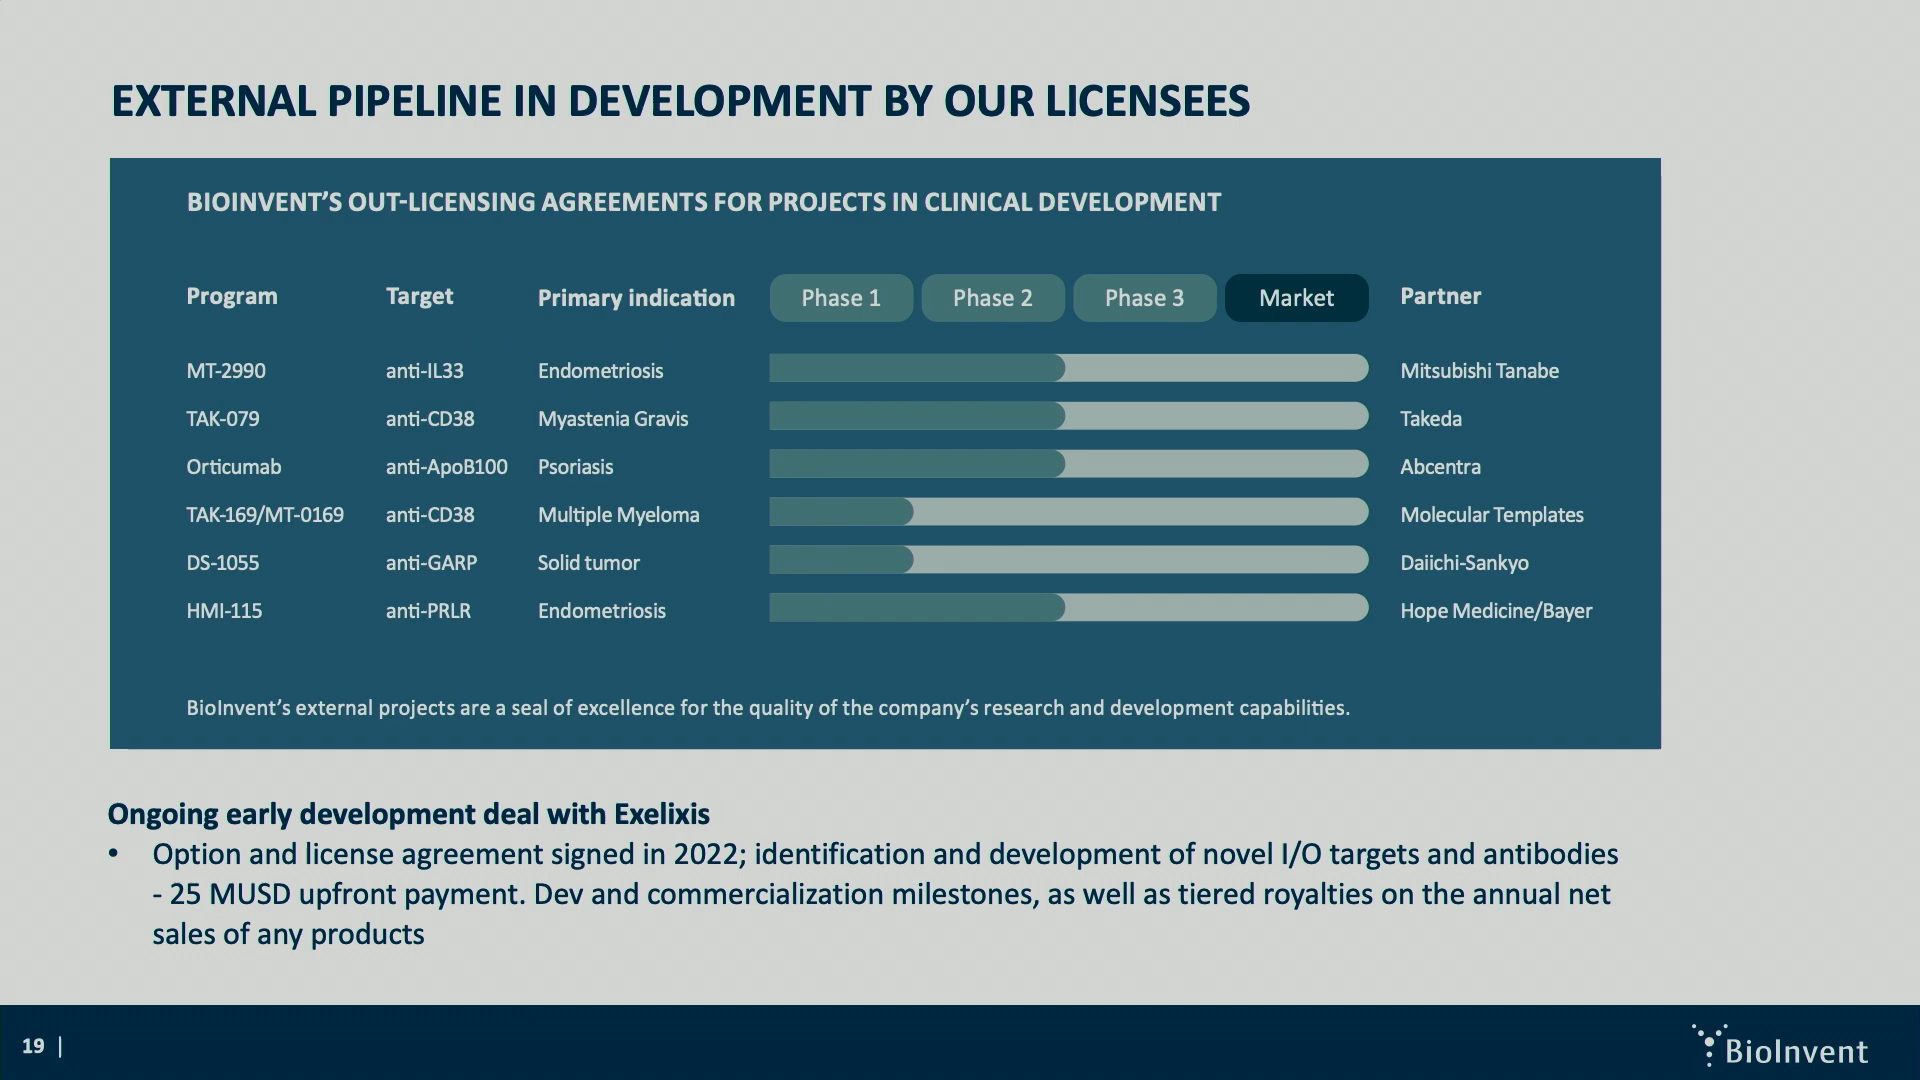 EXTERNAL PIPELINE IN DEVELOPMENT BY OUR LICENSEES
BIOINVENT’S OUT-LICENSING AGREEMENTS FOR PROJECTS IN CLINICAL DEVELOPMENT
Program Target Primary indication Phase 1 Phase 2 Phase 3 Market Partner
MT-2990 anti-IL33 Endometriosis Mitsubishi Tanabe
TAK-079 anti-CD38 Myastenia Gravis Takeda
Orticumab anti-ApoB100 Psoriasis Abcentra
TAK-169/MT-0169 anti-CD38 Multiple Myeloma Molecular Templates
DS-1055 anti-GARP Solid tumor Daiichi-Sankyo
HMI-115 anti-PRLR Endometriosis Hope Medicine/Bayer
BioInvent’s external projects are a seal of excellence for the quality of the company’s research and development capabilities.
Ongoing early development deal with Exelixis
• Option and license agreement signed in 2022; identification and development of novel I/O targets and antibodies
- 25 MUSD upfront payment. Dev and commercialization milestones, as well as tiered royalties on the annual net
sales of any products
19 |
BioInvent